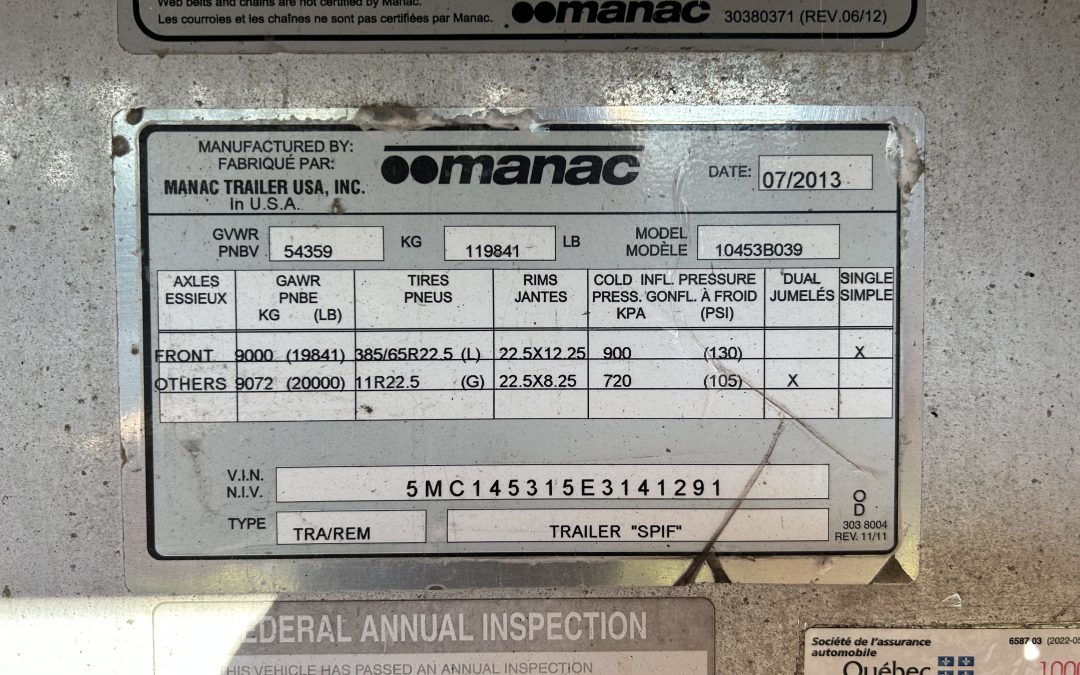 Web belts and chains are not certified by Manac.
Les courroies et les chaînes ne sont pas certifiées par Manac.
manac 30380371 (REV.06/12)
MANUFACTURED BY:
FABRIQUÉ PAR:
MANAC TRAILER USA, INC.
In U.S.A.
manac
DATE: 07/2013
GVWR
PNBV 54359 KG 119841 LB
MODEL
MODÈLE 10453B039
AXLES GAWR TIRES RIMS COLD INFL. PRESSURE DUAL SINGLE
ESSIEUX PNBE PNEUS JANTES PRESS. GONFL. À FROID JUMELÉS SIMPLE
KG (LB) KPA (PSI)
FRONT 9000 (19841) 385/65R22.5 (L) 22.5X12.25 900 (130) X
OTHERS 9072 (20000) 11R22.5 (G) 22.5X8.25 720 (105) X
V.I.N.
N.I.V. 5MC145315E3141291
TYPE TRA/REM TRAILER "SPIF"
O
D
303 8004
REV. 11/11
FEDERAL ANNUAL INSPECTION
THIS VEHICLE HAS PASSED AN ANNUAL INSPECTION
Société de l'assurance
automobile
Québec
6587 03